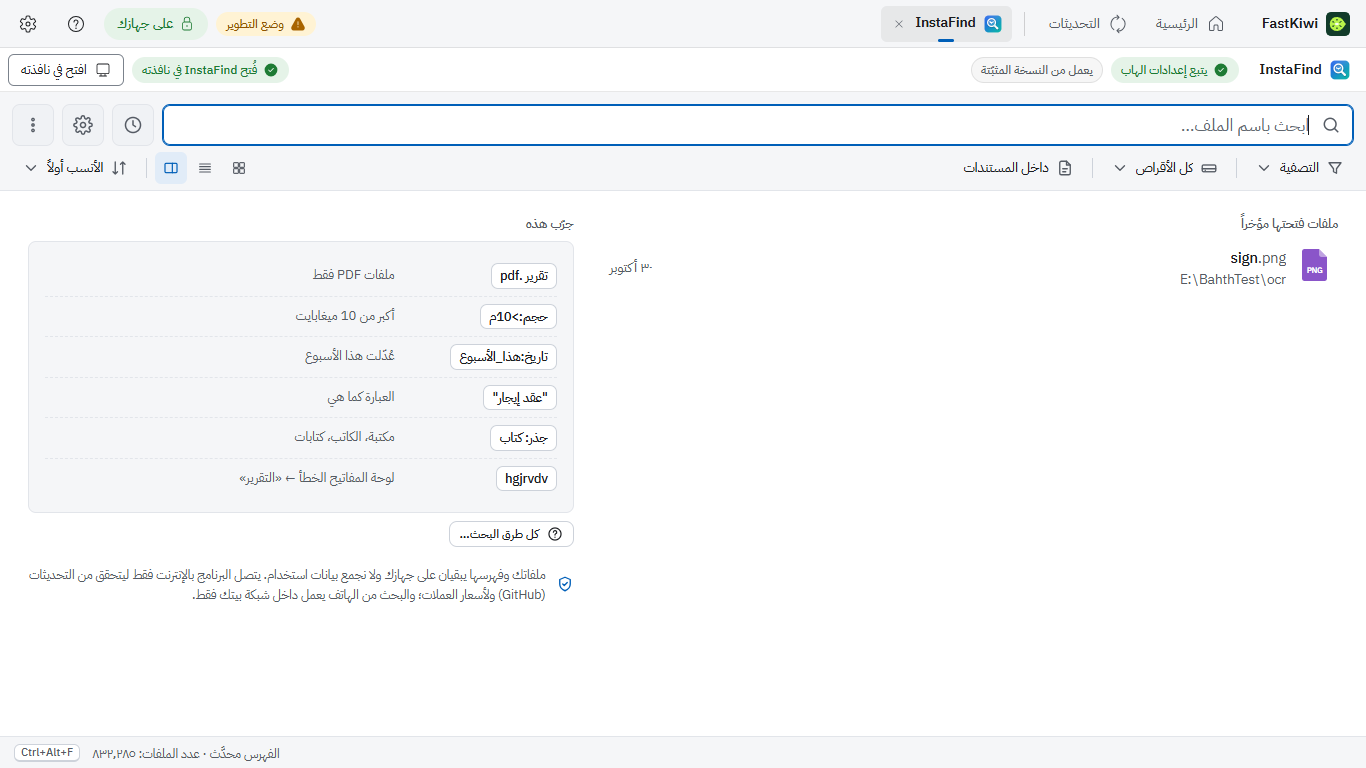 FastKiwi
الرئيسية
التحديثات
InstaFind
وضع التطوير
على جهازك
InstaFind
يتبع إعدادات الهاب
يعمل من النسخة المثبّتة
فُتح InstaFind في نافذته
افتح في نافذته
ابحث باسم الملف...
التصفية
كل الأقراص
داخل المستندات
الأنسب أولاً
ملفات فتحتها مؤخراً
sign.png
E:\BahthTest\ocr
٣٠ أكتوبر
PNG
جرّب هذه
تقرير .pdf
ملفات PDF فقط
حجم:>10م
أكبر من 10 ميغابايت
تاريخ:هذا_الأسبوع
عُدّلت هذا الأسبوع
"عقد إيجار"
العبارة كما هي
جذر: كتاب
مكتبة، الكاتب، كتابات
hgjrvdv
لوحة المفاتيح الخطأ ← «التقرير»
كل طرق البحث...
ملفاتك وفهرسها يبقيان على جهازك ولا نجمع بيانات استخدام. يتصل البرنامج بالإنترنت فقط ليتحقق من التحديثات
(GitHub) ولأسعار العملات؛ والبحث من الهاتف يعمل داخل شبكة بيتك فقط.
الفهرس محدَّث · عدد الملفات: ٨٣٢,٢٨٥
Ctrl+Alt+F